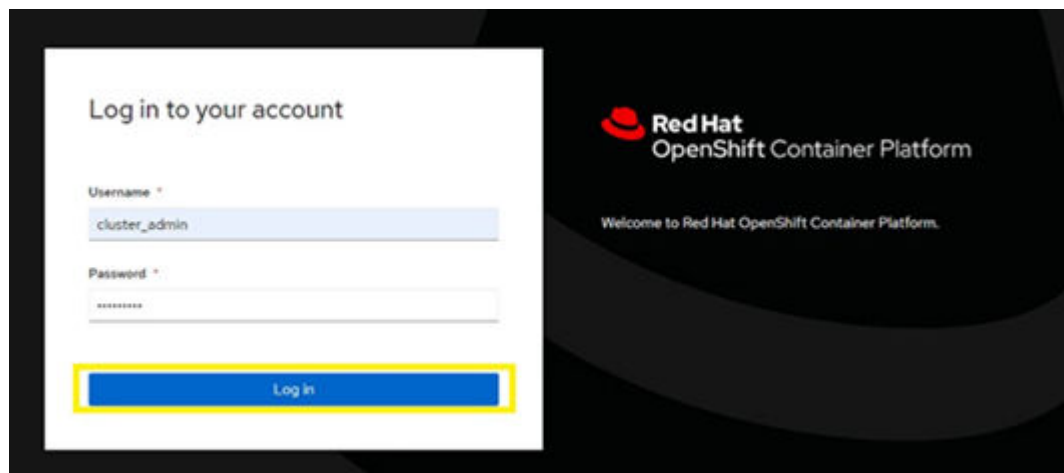 Log in to your account
Username *
cluster_admin
Password *
•••••••••
Log in
Red Hat
OpenShift Container Platform
Welcome to Red Hat OpenShift Container Platform.